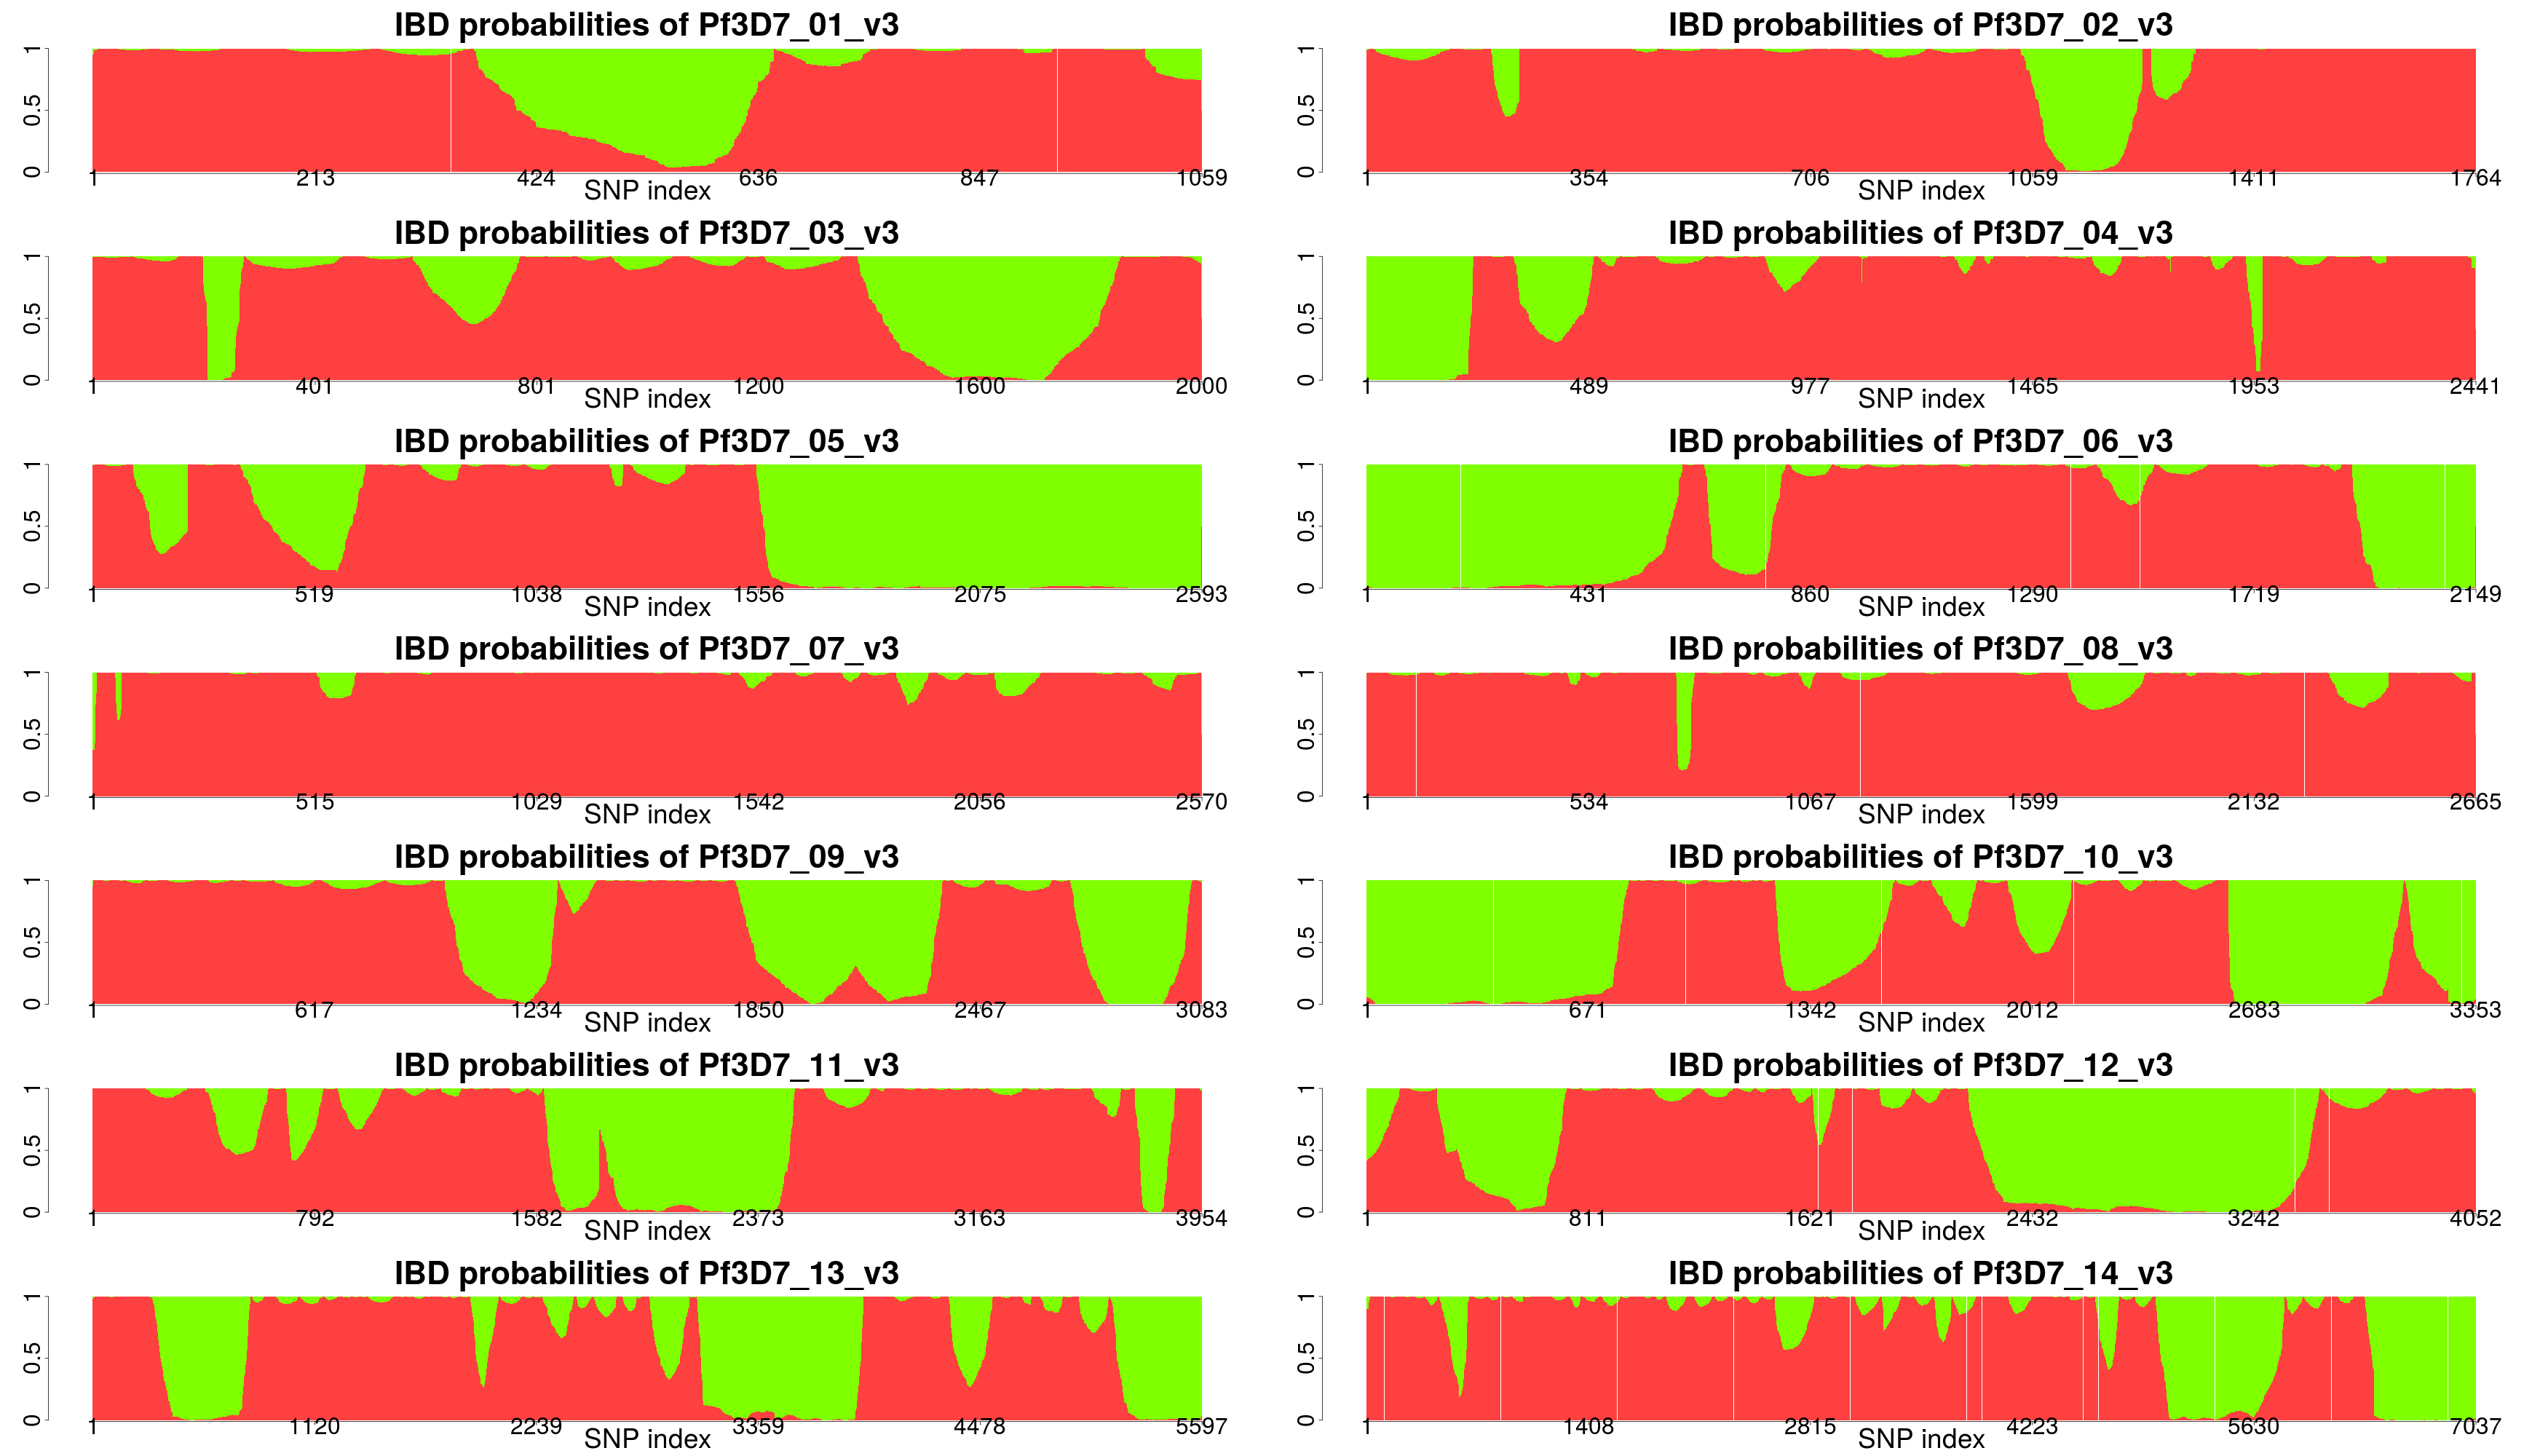 IBD probabilities of Pf3D7_01_v3
0 0.5 1
1 213 424 636 847 1059
SNP index
IBD probabilities of Pf3D7_02_v3
0 0.5 1
1 354 706 1059 1411 1764
SNP index
IBD probabilities of Pf3D7_03_v3
0 0.5 1
1 401 801 1200 1600 2000
SNP index
IBD probabilities of Pf3D7_04_v3
0 0.5 1
1 489 977 1465 1953 2441
SNP index
IBD probabilities of Pf3D7_05_v3
0 0.5 1
1 519 1038 1556 2075 2593
SNP index
IBD probabilities of Pf3D7_06_v3
0 0.5 1
1 431 860 1290 1719 2149
SNP index
IBD probabilities of Pf3D7_07_v3
0 0.5 1
1 515 1029 1542 2056 2570
SNP index
IBD probabilities of Pf3D7_08_v3
0 0.5 1
1 534 1067 1599 2132 2665
SNP index
IBD probabilities of Pf3D7_09_v3
0 0.5 1
1 617 1234 1850 2467 3083
SNP index
IBD probabilities of Pf3D7_10_v3
0 0.5 1
1 671 1342 2012 2683 3353
SNP index
IBD probabilities of Pf3D7_11_v3
0 0.5 1
1 792 1582 2373 3163 3954
SNP index
IBD probabilities of Pf3D7_12_v3
0 0.5 1
1 811 1621 2432 3242 4052
SNP index
IBD probabilities of Pf3D7_13_v3
0 0.5 1
1 1120 2239 3359 4478 5597
SNP index
IBD probabilities of Pf3D7_14_v3
0 0.5 1
1 1408 2815 4223 5630 7037
SNP index